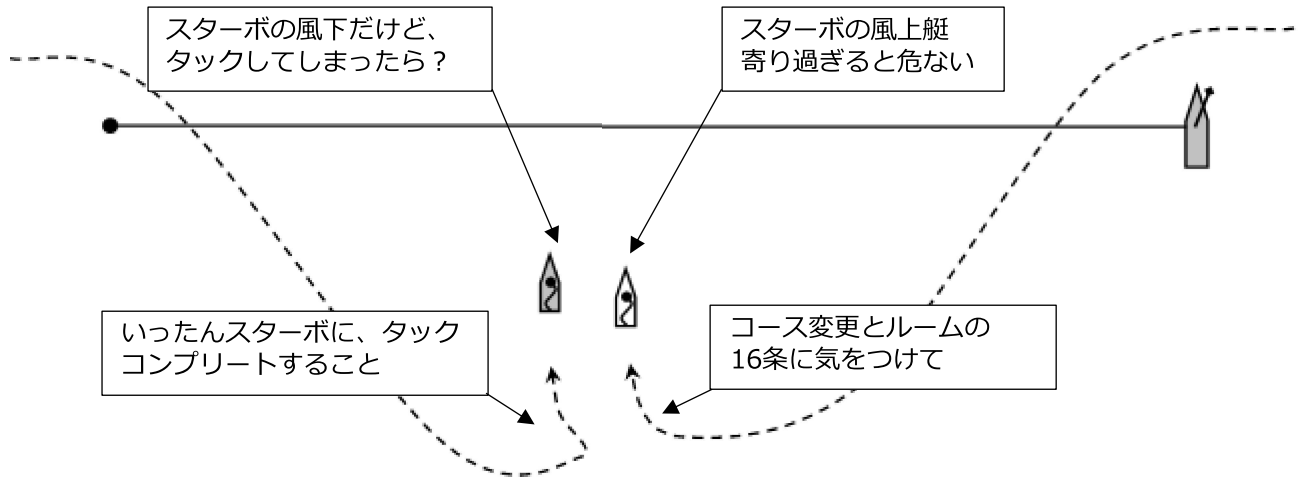 スターボの風下だけど、
タックしてしまったら？
スターボの風上艇
寄り過ぎると危ない
いったんスターボに、タック
コンプリートすること
コース変更とルームの
16条に気をつけて